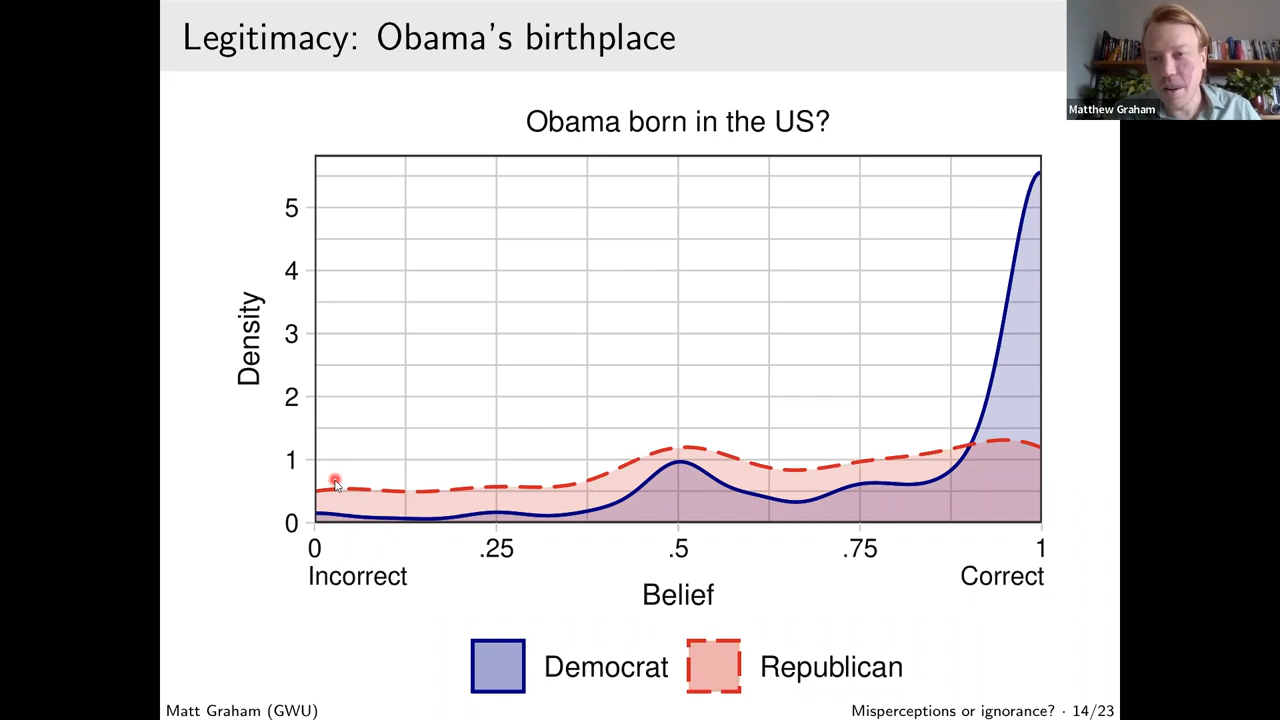 Legitimacy: Obama's birthplace
Matthew Graham
Obama born in the US?
Density
5
4
3
2
1
0
0 .25 .5 .75 1
Incorrect Correct
Belief
Democrat Republican
Matt Graham (GWU) Misperceptions or ignorance? · 14/23